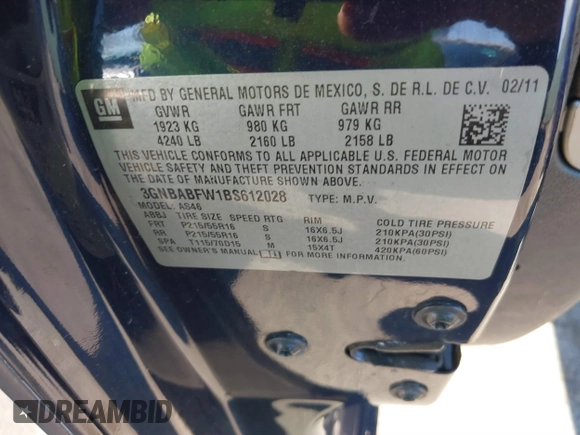 GM
MFD BY GENERAL MOTORS DE MEXICO, S. DE R.L. DE C.V. 02/11
GVWR GAWR FRT GAWR RR
1923 KG 980 KG 979 KG
4240 LB 2160 LB 2158 LB
THIS VEHICLE CONFORMS TO ALL APPLICABLE U.S. FEDERAL MOTOR
VEHICLE SAFETY AND THEFT PREVENTION STANDARDS IN EFFECT ON
THE DATE OF MANUFACTURE SHOWN ABOVE.
3GNBABFW1BS612028 TYPE: M.P.V.
MODEL: AS46
ABBJ TIRE SIZE SPEED RTG RIM COLD TIRE PRESSURE
FRT P215/55R16 S 16X6.5J 210KPA(30PSI)
RR P215/55R16 S 16X6.5J 210KPA(30PSI)
SPA T115/70D15 M 15X4T 420KPA(60PSI)
SEE OWNER'S MANUAL FOR MORE INFORMATION.
DREAMBID